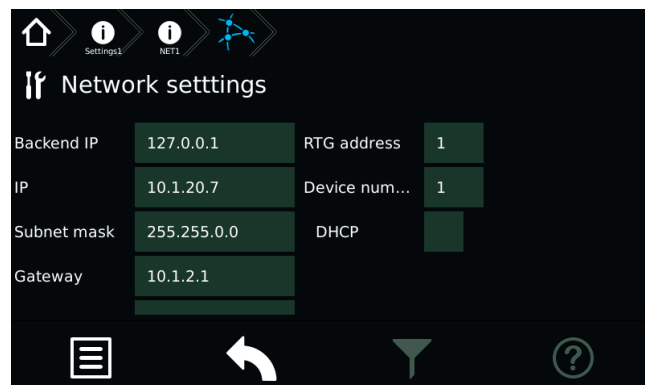 Settings1 NET1
Network setttings
Backend IP 127.0.0.1 RTG address 1
IP 10.1.20.7 Device num... 1
Subnet mask 255.255.0.0 DHCP
Gateway 10.1.2.1